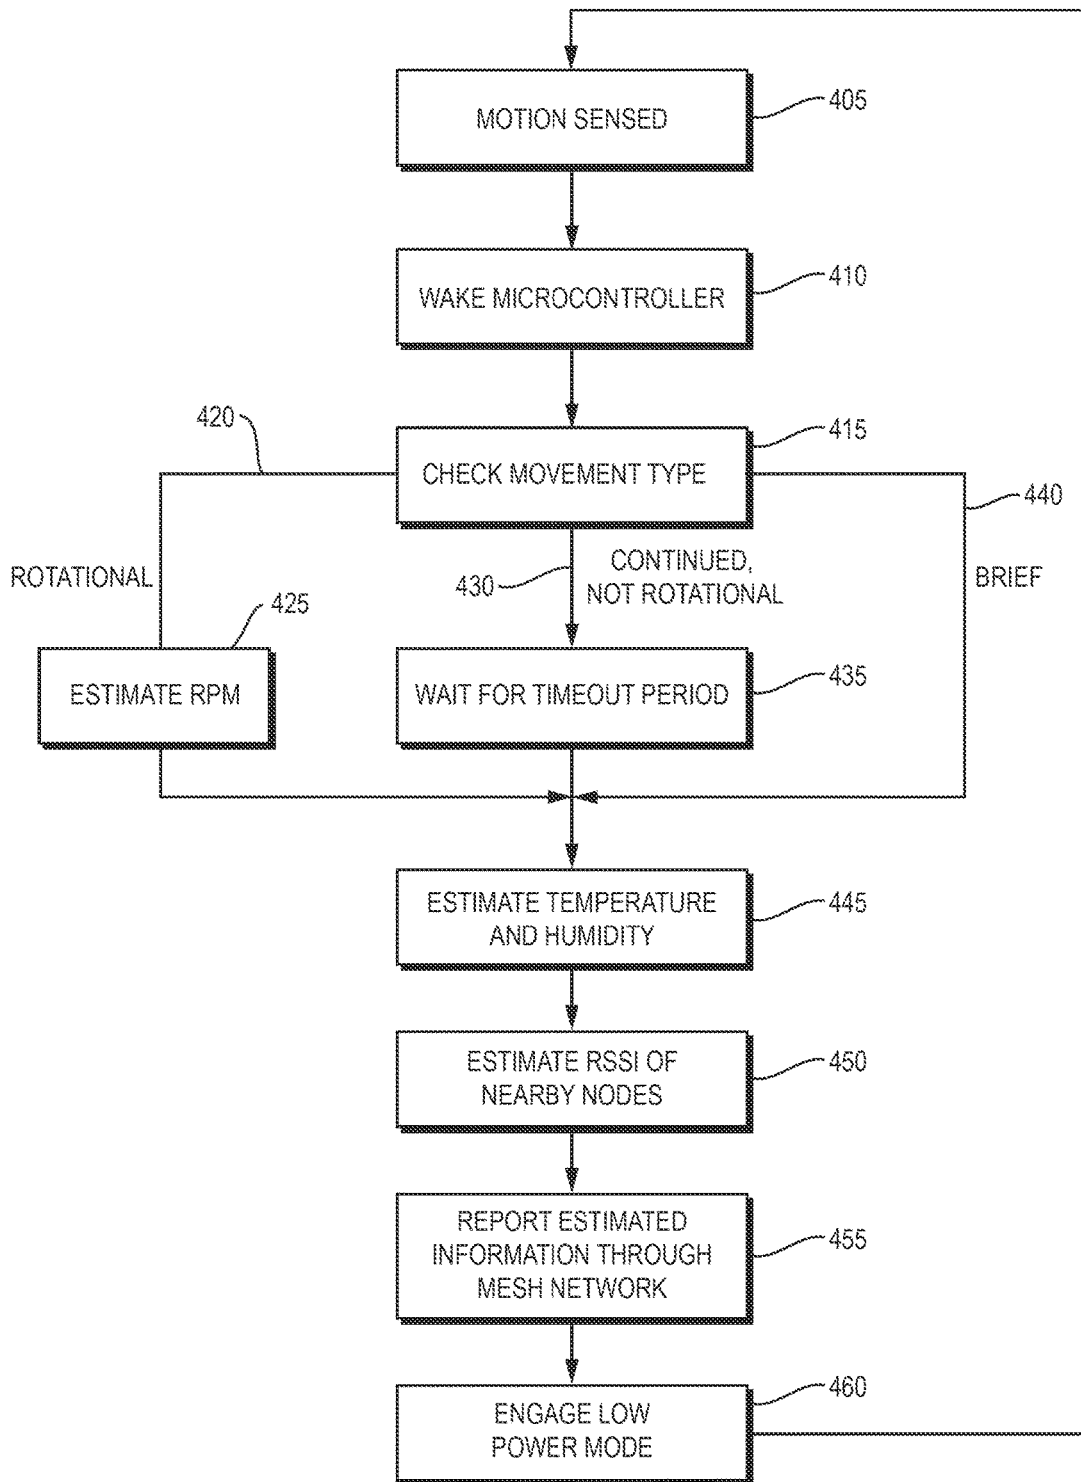 MOTION SENSED
405
WAKE MICROCONTROLLER
410
420
CHECK MOVEMENT TYPE
415
440
ROTATIONAL
430
CONTINUED,
NOT ROTATIONAL
BRIEF
425
ESTIMATE RPM
WAIT FOR TIMEOUT PERIOD
435
ESTIMATE TEMPERATURE
AND HUMIDITY
445
ESTIMATE RSSI OF
NEARBY NODES
450
REPORT ESTIMATED
INFORMATION THROUGH
MESH NETWORK
455
ENGAGE LOW
POWER MODE
460